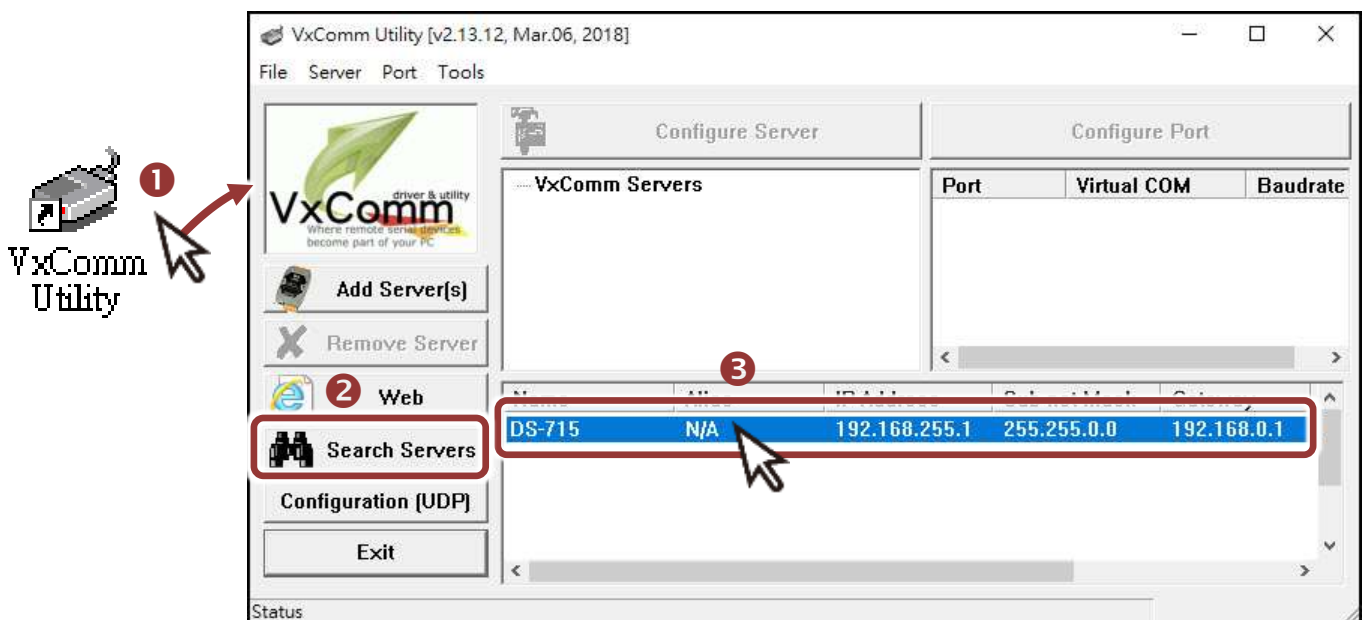 VxComm Utility [v2.13.12, Mar.06, 2018]
File Server Port Tools
1
VxComm
Utility
driver & utility
VxComm
Where remote serial devices
become part of your PC
Configure Server
Configure Port
VxComm Servers
Port Virtual COM Baudrate
Add Server(s)
Remove Server
2
Web
Search Servers
Configuration (UDP)
Exit
3
DS-715 N/A 192.168.255.1 255.255.0.0 192.168.0.1
Status